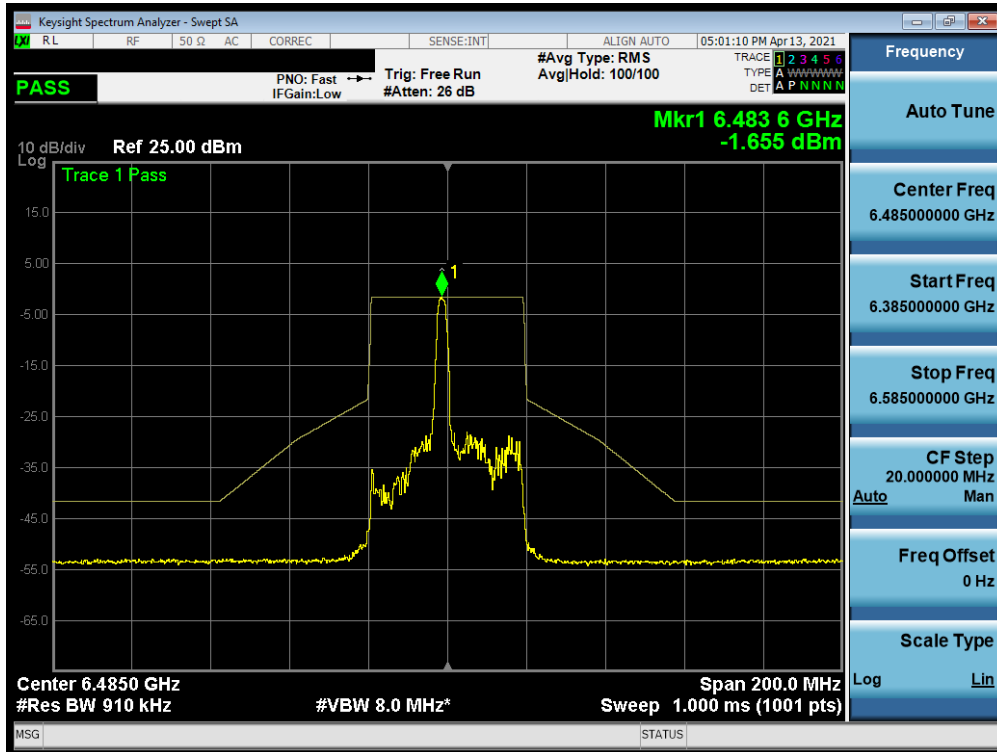 Keysight Spectrum Analyzer - Swept SA
LXI RL RF 50 Ω AC CORREC SENSE:INT ALIGN AUTO 05:01:10 PM Apr 13, 2021
PASS
PNO: Fast
IFGain:Low
Trig: Free Run
#Atten: 26 dB
#Avg Type: RMS
Avg|Hold: 100/100
TRACE 1 2 3 4 5 6
TYPE A WWWWW
DET A P N N N N
Mkr1 6.483 6 GHz
-1.655 dBm
10 dB/div
Log
Ref 25.00 dBm
Trace 1 Pass
15.0
5.00
1
-5.00
-15.0
-25.0
-35.0
-45.0
-55.0
-65.0
Center 6.4850 GHz
Span 200.0 MHz
#Res BW 910 kHz
#VBW 8.0 MHz*
Sweep 1.000 ms (1001 pts)
MSG
STATUS
Frequency
Auto Tune
Center Freq
6.485000000 GHz
Start Freq
6.385000000 GHz
Stop Freq
6.585000000 GHz
CF Step
20.000000 MHz
Auto Man
Freq Offset
0 Hz
Scale Type
Log Lin